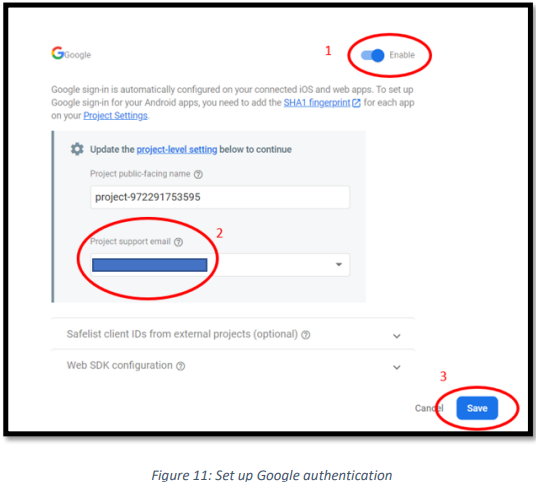 1
Google
Enable
Google sign-in is automatically configured on your connected iOS and web apps. To set up
Google sign-in for your Android apps, you need to add the SHA1 fingerprint for each app
on your Project Settings.
Update the project-level setting below to continue
Project public-facing name
project-972291753595
Project support email
2
Safelist client IDs from external projects (optional)
Web SDK configuration
3
Cancel
Save
Figure 11: Set up Google authentication